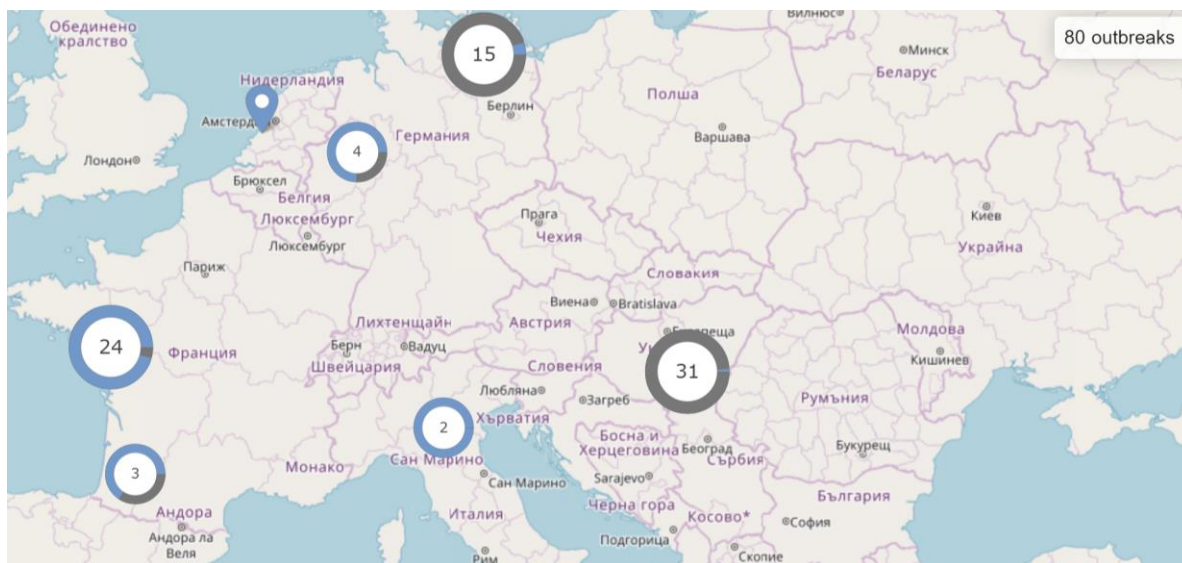 Обединено
кралство
Вилнюс
80 outbreaks
15
Минск
Беларус
Нидерландия
Полша
Берлин
Амстердам
Германия
Варшава
4
Лондон
Брюксел
Белгия
Прага
Киев
Люксембург
Чехия
Люксембург
Украйна
Париж
Словакия
Виена
Bratislava
Лихтенщайн
Австрия
Молдова
24
Франция
Берн
Вадуц
Кишинев
Швейцария
Словения
31
Любляна
Загреб
Румъния
2
Хърватия
Босна и
Херцеговина
Букурещ
Монако
Сан Марино
Белград
Сърбия
3
Сан Марино
Sarajevo
България
Андора
Италия
Черна гора
Косово*
София
Андора ла
Веля
Подгорица
Рим
Скопие